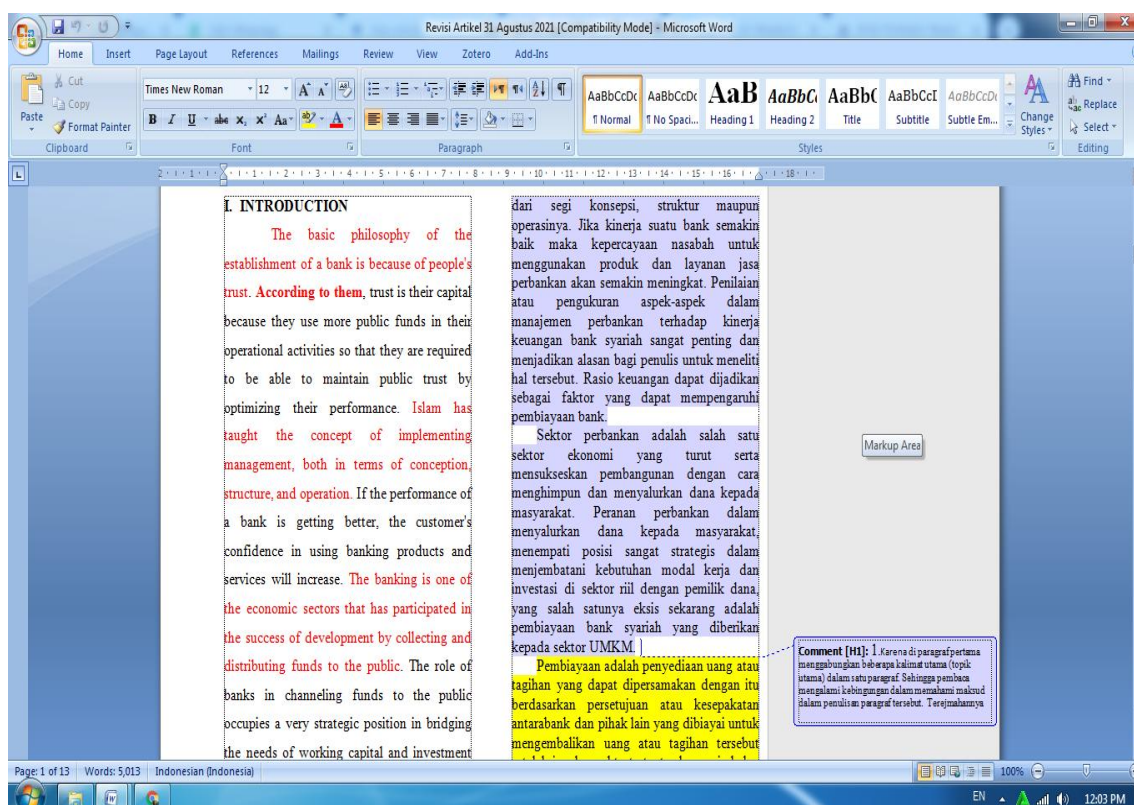 Revisi Artikel 31 Agustus 2021 [Compatibility Mode] - Microsoft Word
Home Insert Page Layout References Mailings Review View Zotero Add-Ins
Cut
Copy
Format Painter
Paste
Clipboard
Times New Roman 12
Font
Paragraph
AaBbCcDc AaBbCcDc AaB AaBbC AaBb( AaBbCcI AaBbCcDc
¶ Normal ¶ No Spaci... Heading 1 Heading 2 Title Subtitle Subtle Em...
Change
Styles
Styles
Find
Replace
Select
Editing
I. INTRODUCTION
The basic philosophy of the
establishment of a bank is because of people's
trust. According to them, trust is their capital
because they use more public funds in their
operational activities so that they are required
to be able to maintain public trust by
optimizing their performance. Islam has
taught the concept of implementing
management, both in terms of conception,
structure, and operation. If the performance of
a bank is getting better, the customer's
confidence in using banking products and
services will increase. The banking is one of
the economic sectors that has participated in
the success of development by collecting and
distributing funds to the public. The role of
banks in channeling funds to the public
occupies a very strategic position in bridging
the needs of working capital and investment
dari segi konsepsi, struktur maupun
operasinya. Jika kinerja suatu bank semakin
baik maka kepercayaan nasabah untuk
menggunakan produk dan layanan jasa
perbankan akan semakin meningkat. Penilaian
atau pengukuran aspek-aspek dalam
manajemen perbankan terhadap kinerja
keuangan bank syariah sangat penting dan
menjadikan alasan bagi penulis untuk meneliti
hal tersebut. Rasio keuangan dapat dijadikan
sebagai faktor yang dapat mempengaruhi
pembiayaan bank.
Sektor perbankan adalah salah satu
sektor ekonomi yang turut serta
mensukseskan pembangunan dengan cara
menghimpun dan menyalurkan dana kepada
masyarakat. Peranan perbankan dalam
menyalurkan dana kepada masyarakat,
menempati posisi sangat strategis dalam
menjembatani kebutuhan modal kerja dan
investasi di sektor riil dengan pemilik dana,
yang salah satunya eksis sekarang adalah
pembiayaan bank syariah yang diberikan
kepada sektor UMKM.
Pembiayaan adalah penyediaan uang atau
tagihan yang dapat dipersamakan dengan itu
berdasarkan persetujuan atau kesepakatan
antarabank dan pihak lain yang dibiayai untuk
mengembalikan uang atau tagihan tersebut
Markup Area
Comment [H1]: 1.Karena di paragraf pertama
menggabungkan beberapa kalimat utama (topik
utama) dalam satu paragraf. Sehingga pembaca
mengalami kebingungan dalam memahami maksud
dalam penulisan paragraf tersebut. Terejmahannya
Page: 1 of 13 Words: 5,013 Indonesian (Indonesia) 100%
EN 12:03 PM